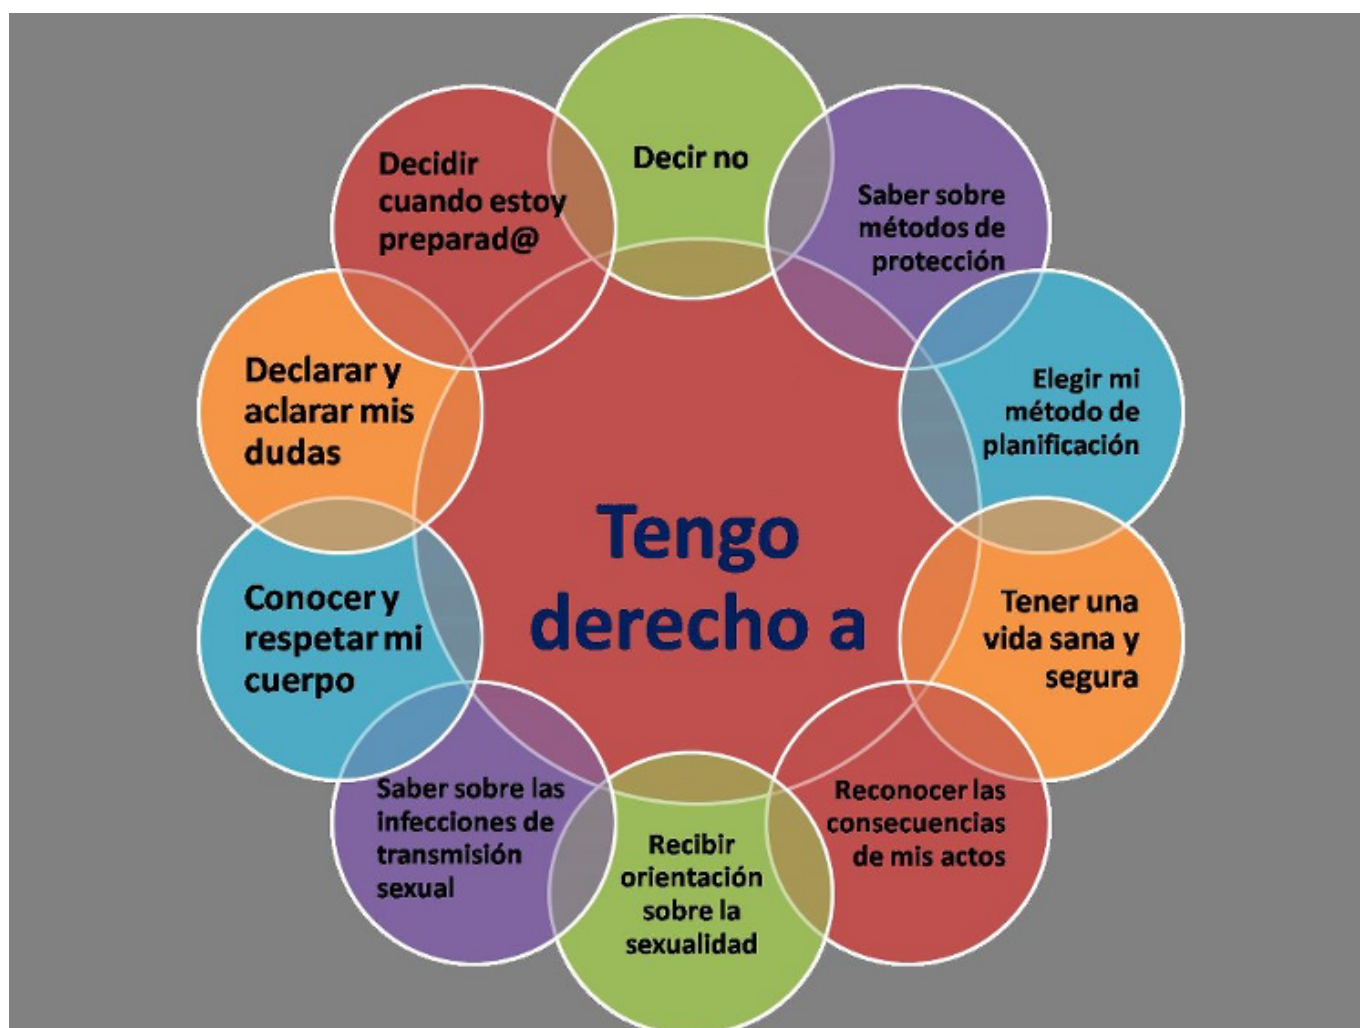 Decir no
Saber sobre
métodos de
protección
Elegir mi
método de
planificación
Tener una
vida sana y
segura
Reconocer las
consecuencias
de mis actos
Recibir
orientación
sobre la
sexualidad
Saber sobre las
infecciones de
transmisión
sexual
Conocer y
respetar mi
cuerpo
Declarar y
aclarar mis
dudas
Decidir
cuando estoy
preparad@
Tengo
derecho a